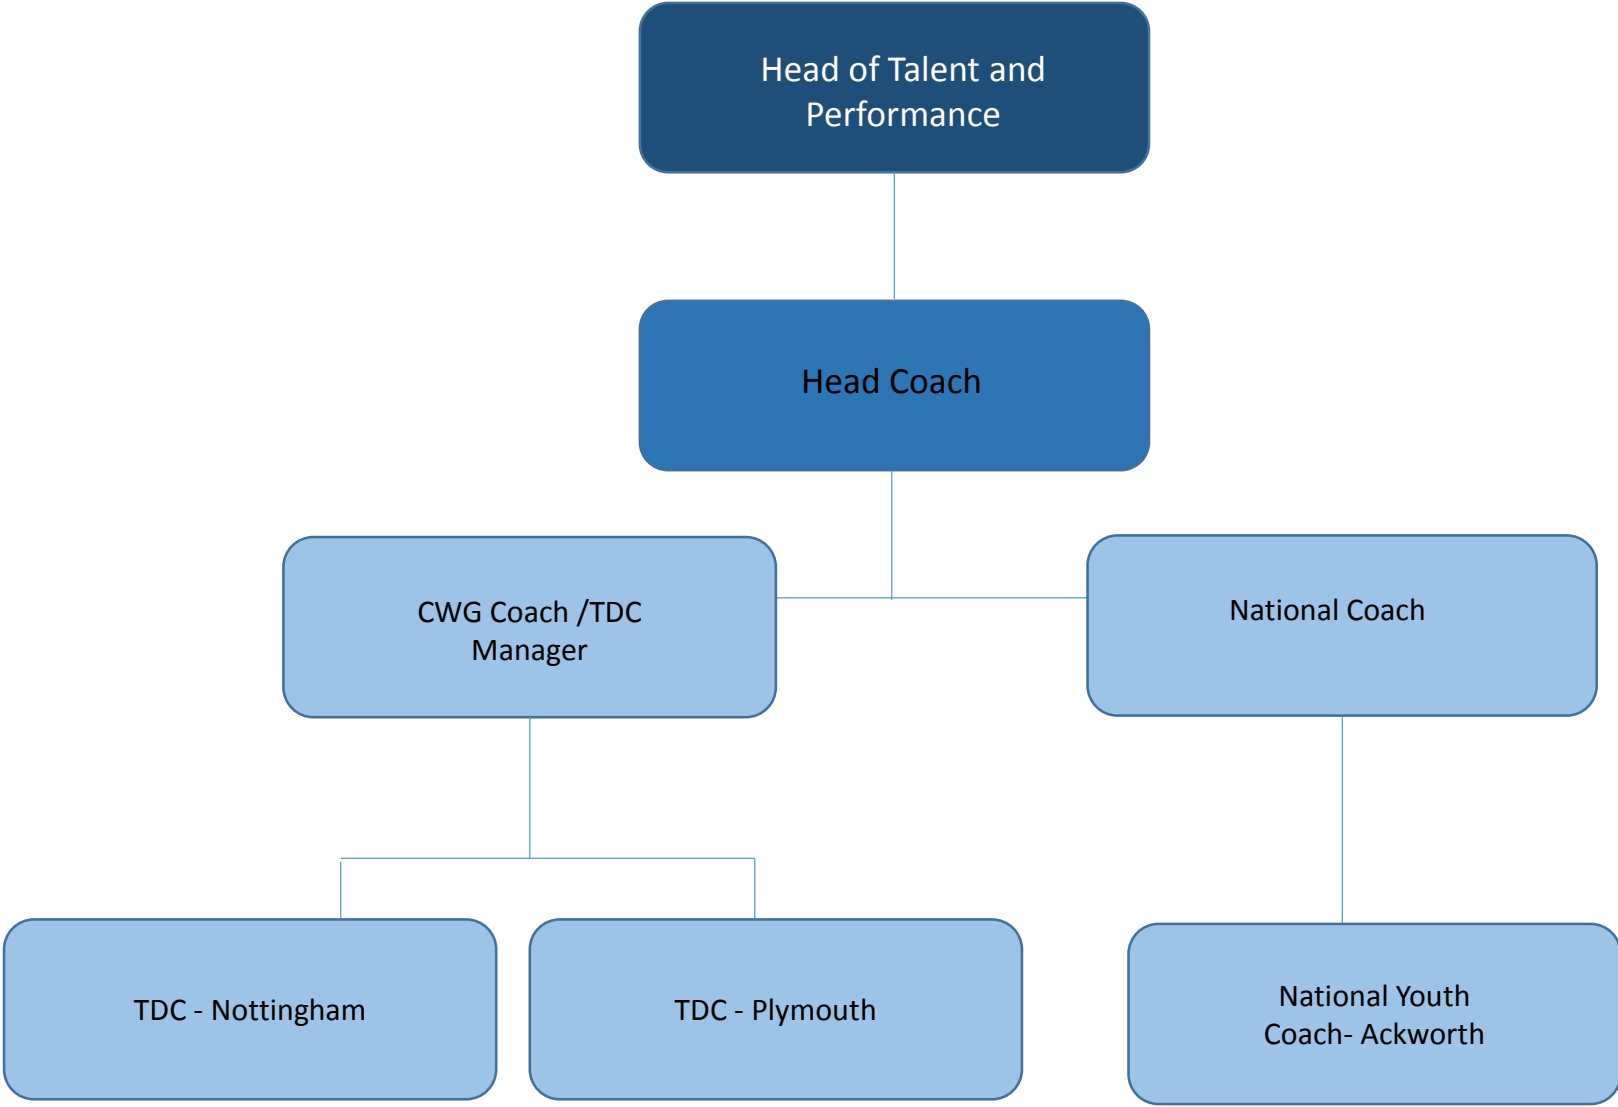 Head of Talent and
Performance
Head Coach
CWG Coach /TDC
Manager
National Coach
TDC - Nottingham
TDC - Plymouth
National Youth
Coach- Ackworth